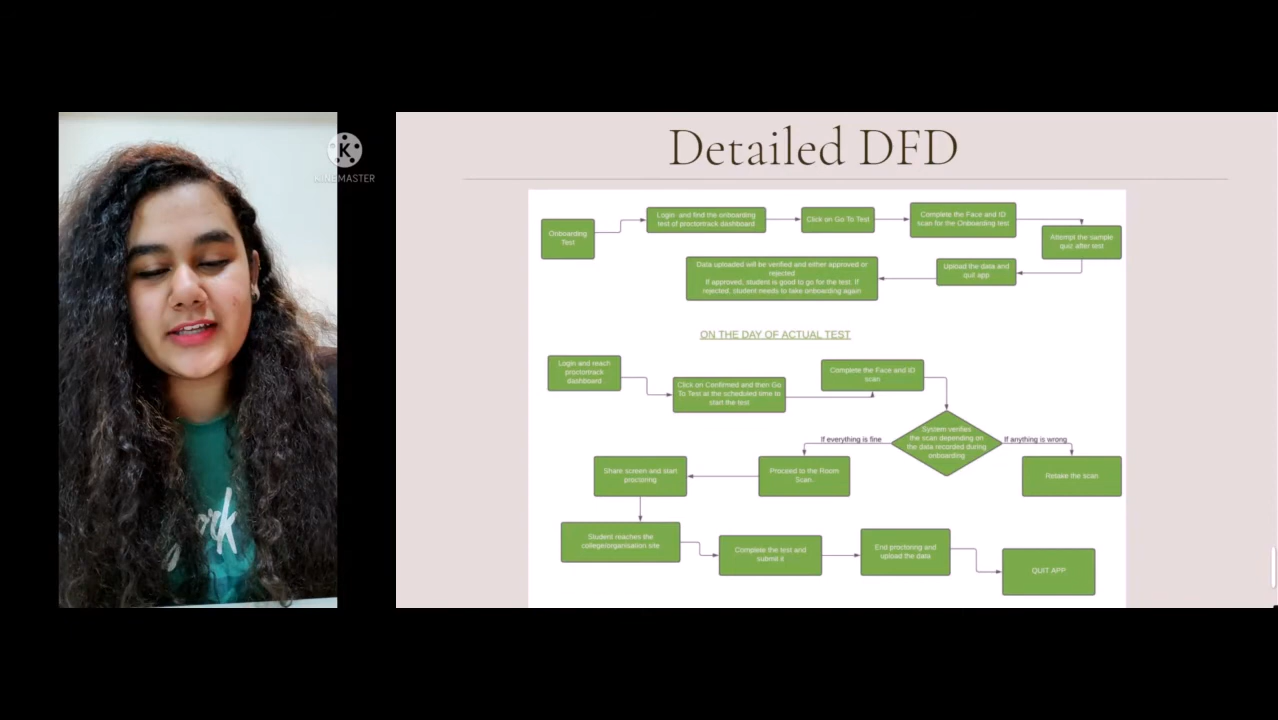 Detailed DFD
K
KINEMASTER
Onboarding
Test
Login and find the onboarding
test of proctortrack dashboard
Click on Go To Test
Complete the Face and ID
scan for the Onboarding test
Attempt the sample
quiz after test
Upload the data and
quit app
Data uploaded will be verified and either approved or
rejected
If approved, student is good to go for the test. If
rejected, student needs to take onboarding again
ON THE DAY OF ACTUAL TEST
Login and reach
proctortrack
dashboard
Click on Confirmed and then Go
To Test at the scheduled time to
start the test
Complete the Face and ID
scan
System verifies
the scan depending on
the data recorded during
onboarding
If everything is fine
If anything is wrong
Retake the scan
Proceed to the Room
Scan.
Share screen and start
proctoring
Student reaches the
college/organisation site
Complete the test and
submit it
End proctoring and
upload the data
QUIT APP